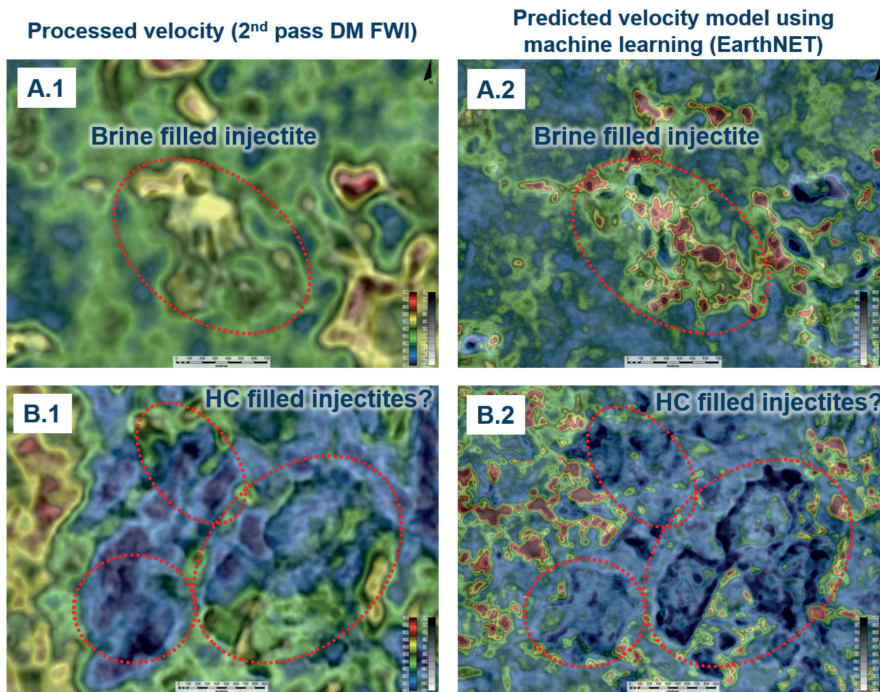 Processed velocity (2nd pass DM FWI)
Predicted velocity model using
machine learning (EarthNET)
A.1
Brine filled injectite
A.2
Brine filled injectite
B.1
HC filled injectites?
B.2
HC filled injectites?